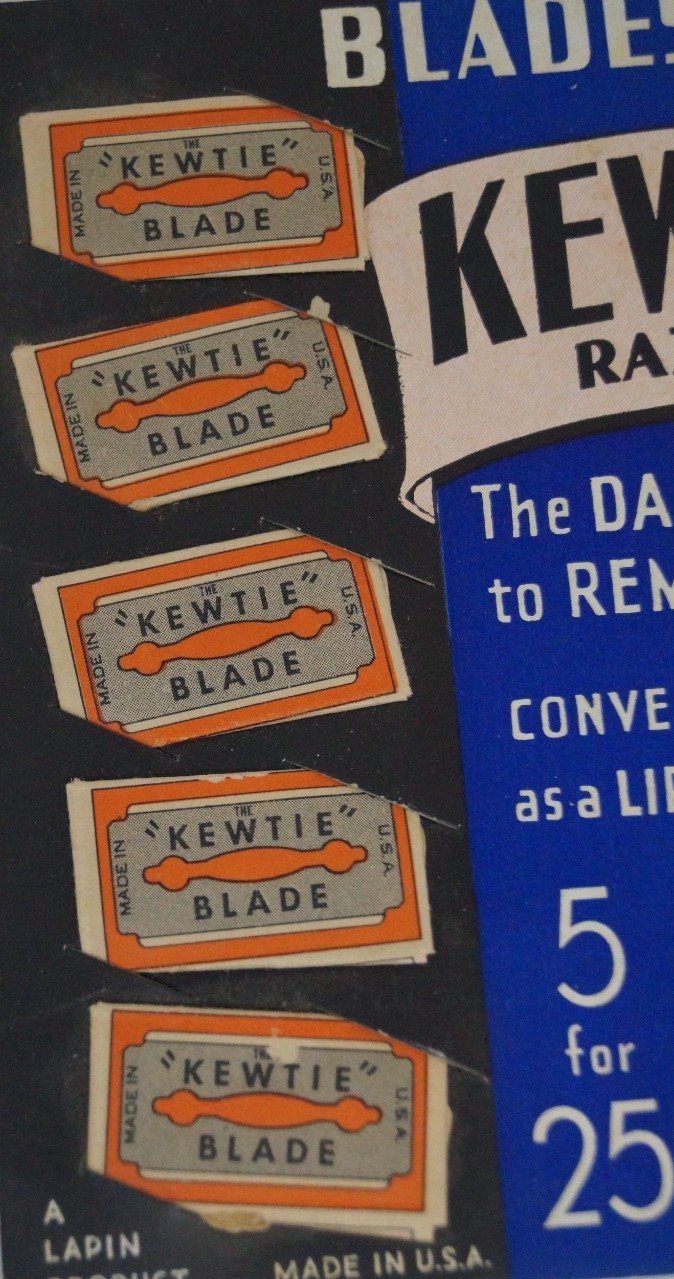 BLADES
THE
"KEWTIE"
MADE IN
U.S.A.
BLADE
THE
"KEWTIE"
MADE IN
U.S.A.
BLADE
THE
"KEWTIE"
MADE IN
U.S.A.
BLADE
THE
"KEWTIE"
MADE IN
U.S.A.
BLADE
THE
"KEWTIE"
MADE IN
U.S.A.
BLADE
KEW
RAZ
The DA
to REM
CONVE
as a LI
5
for
25
A
LAPIN
PRODUCT
MADE IN U.S.A.